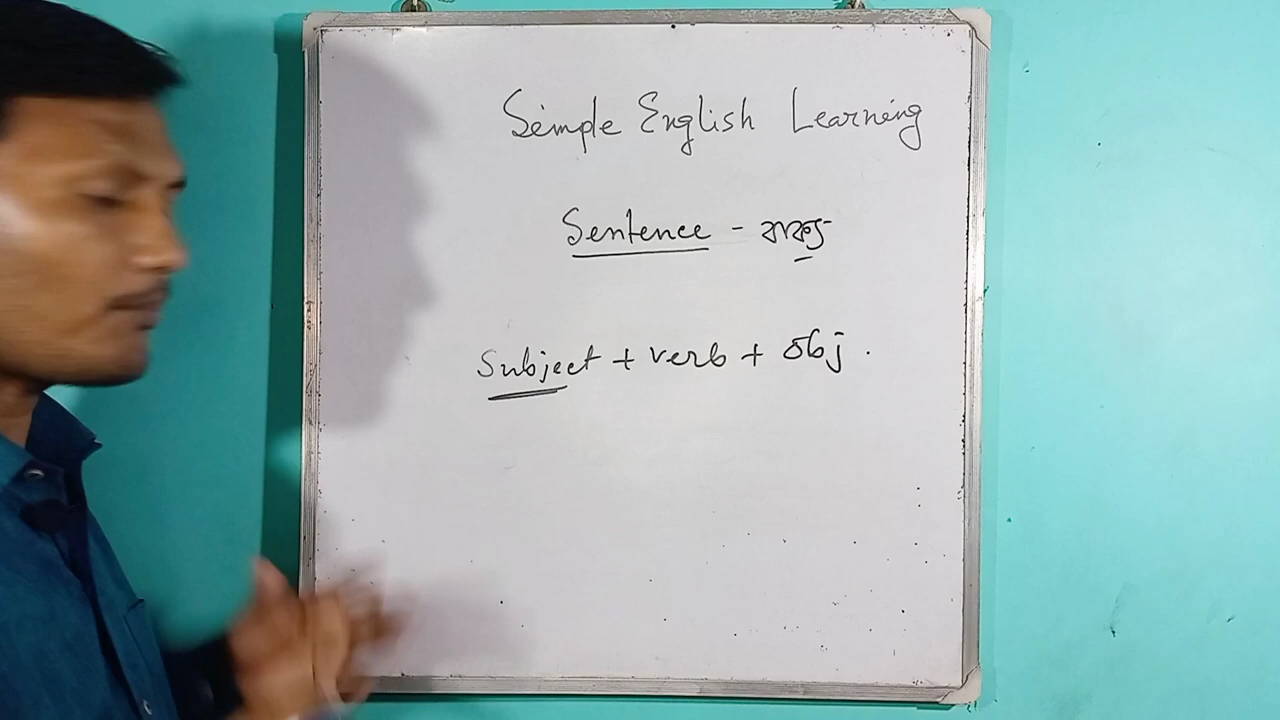 Simple English Learning
Sentence - বাক্য
Subject + verb + obj.